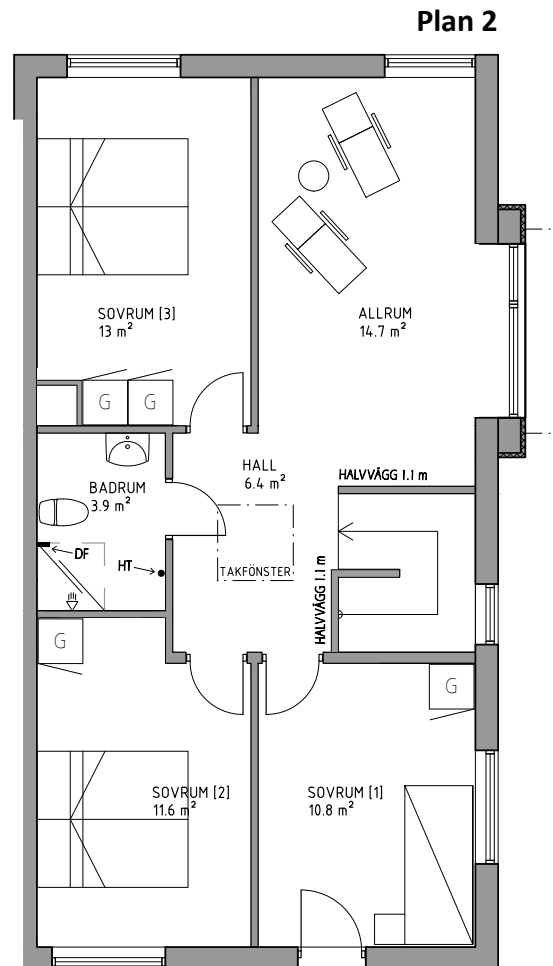 Plan 2
SOVRUM [3]
13 m²
ALLRUM
14.7 m²
G
G
HALL
6.4 m²
HALVVÄGG 1.1 m
BADRUM
3.9 m²
DF
HT
TAKFÖNSTER
HALVVÄGG 1.1 m
G
G
SOVRUM [2]
11.6 m²
SOVRUM [1]
10.8 m²